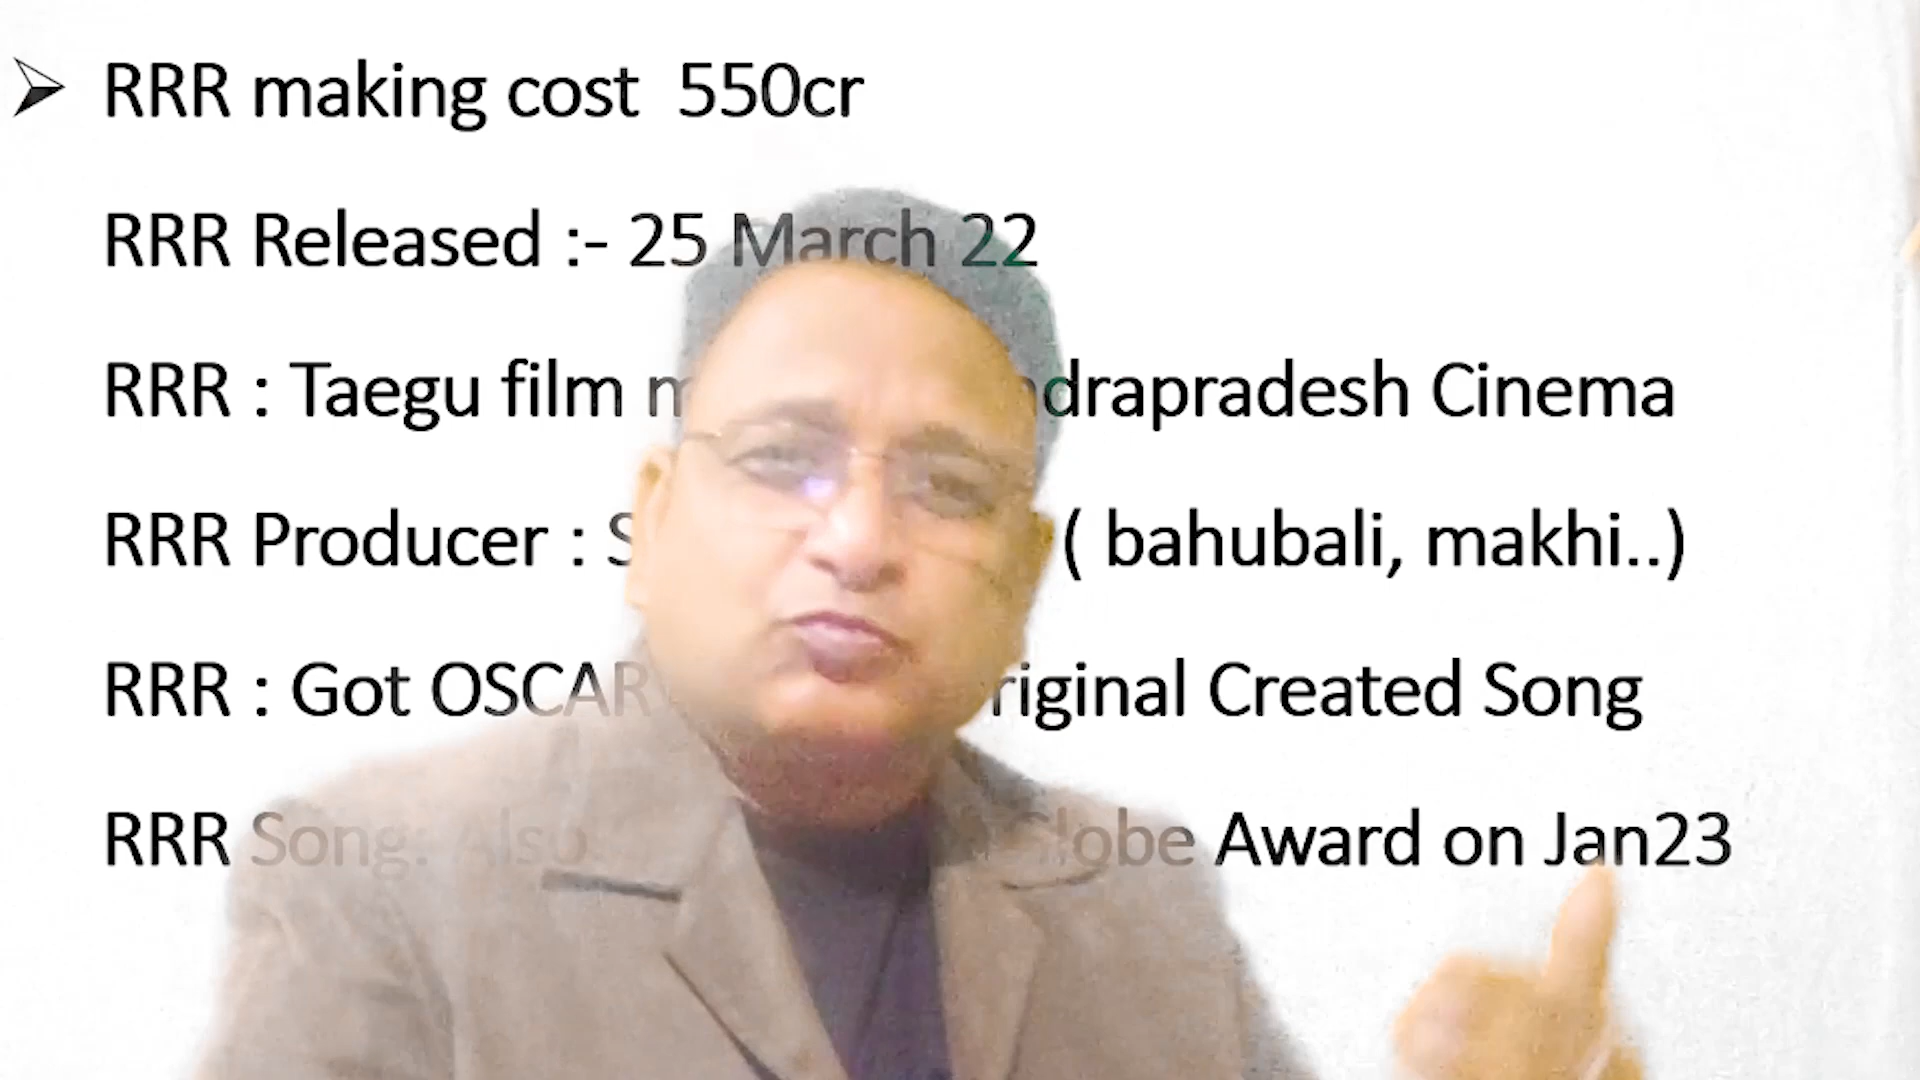 RRR making cost 550cr
RRR Released :- 25 March 22
RRR : Taegu film drapradesh Cinema
RRR Producer : S ( bahubali, makhi..)
RRR : Got OSCAR riginal Created Song
RRR Song: Also Globe Award on Jan23